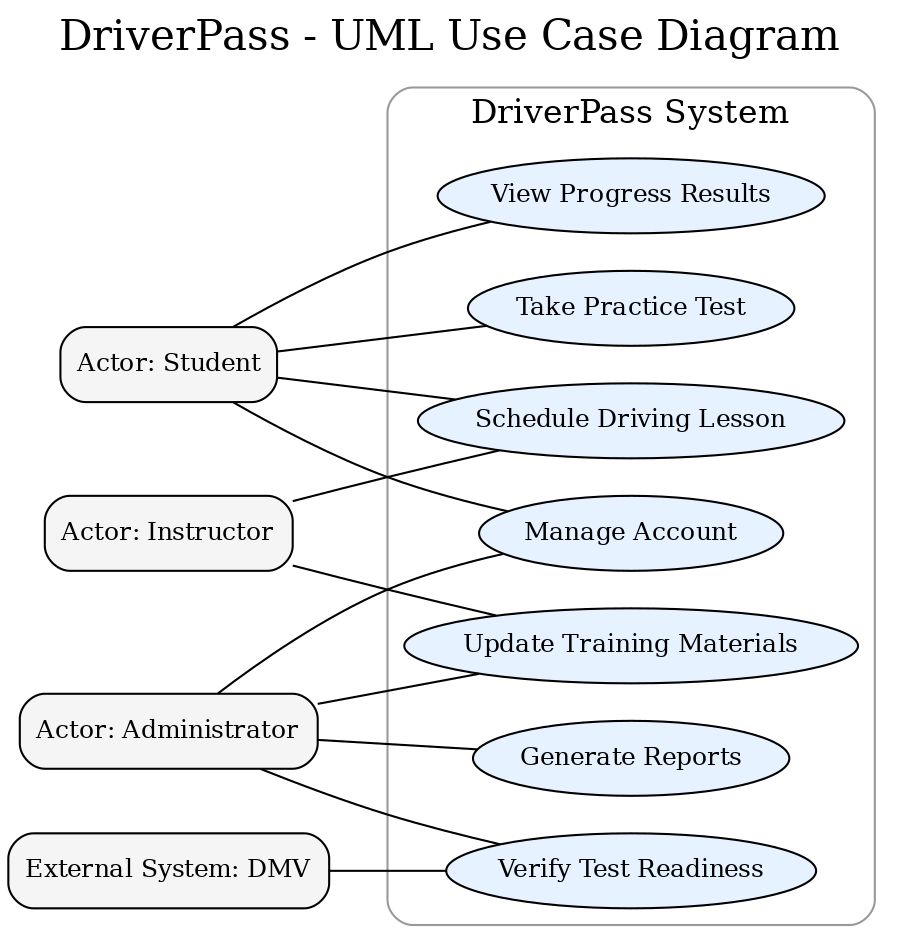 DriverPass - UML Use Case Diagram
DriverPass System
View Progress Results
Take Practice Test
Actor: Student
Schedule Driving Lesson
Actor: Instructor
Manage Account
Update Training Materials
Actor: Administrator
Generate Reports
External System: DMV
Verify Test Readiness